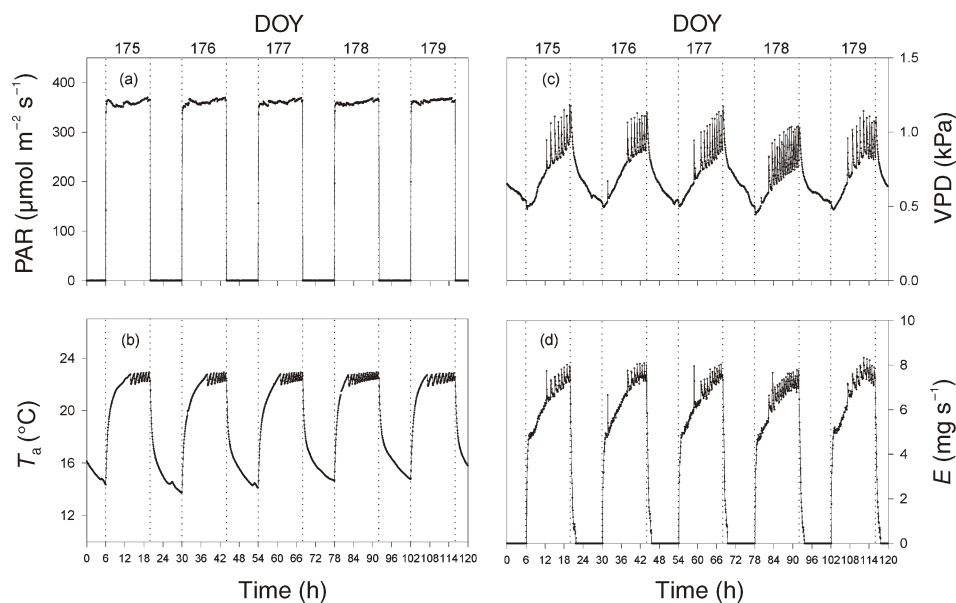 DOY
DOY
175 176 177 178 179
175 176 177 178 179
(a)
400
300
200
100
0
PAR (µmol m⁻² s⁻¹)
(c)
1.5
1.0
0.5
0.0
VPD (kPa)
(b)
24
20
16
12
Tₐ (°C)
(d)
10
8
6
4
2
0
E (mg s⁻¹)
0 6 12 18 24 30 36 42 48 54 60 66 72 78 84 90 96 102 108 114 120
0 6 12 18 24 30 36 42 48 54 60 66 72 78 84 90 96 102 108 114 120
Time (h)
Time (h)